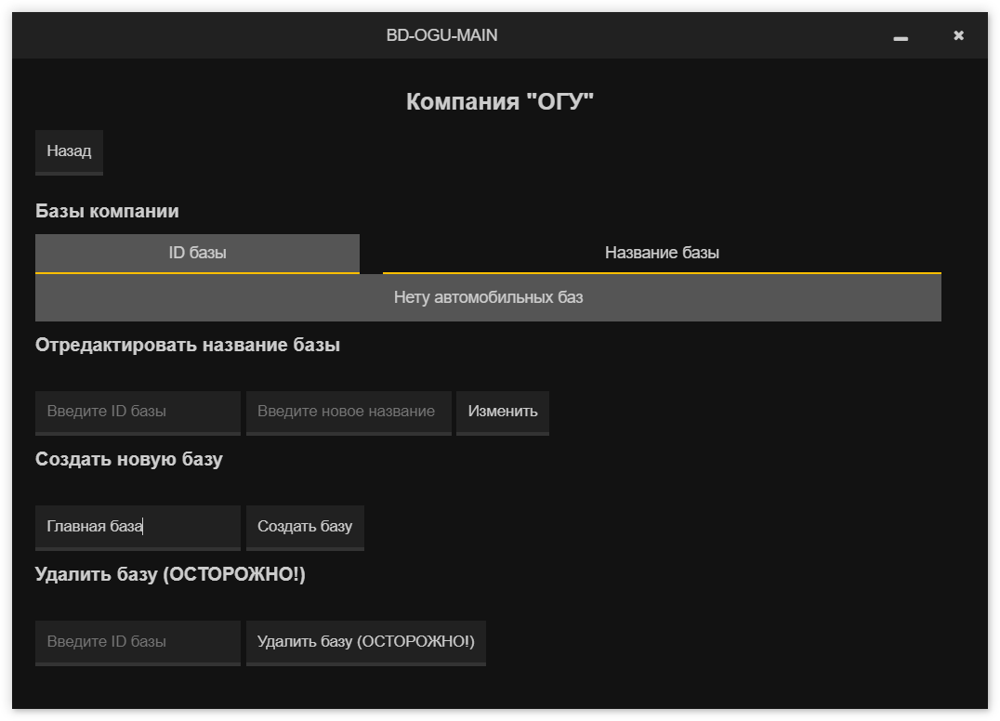 BD-OGU-MAIN
Компания "ОГУ"
Назад
Базы компании
ID базы Название базы
Нету автомобильных баз
Отредактировать название базы
Введите ID базы Введите новое название Изменить
Создать новую базу
Главная база Создать базу
Удалить базу (ОСТОРОЖНО!)
Введите ID базы Удалить базу (ОСТОРОЖНО!)